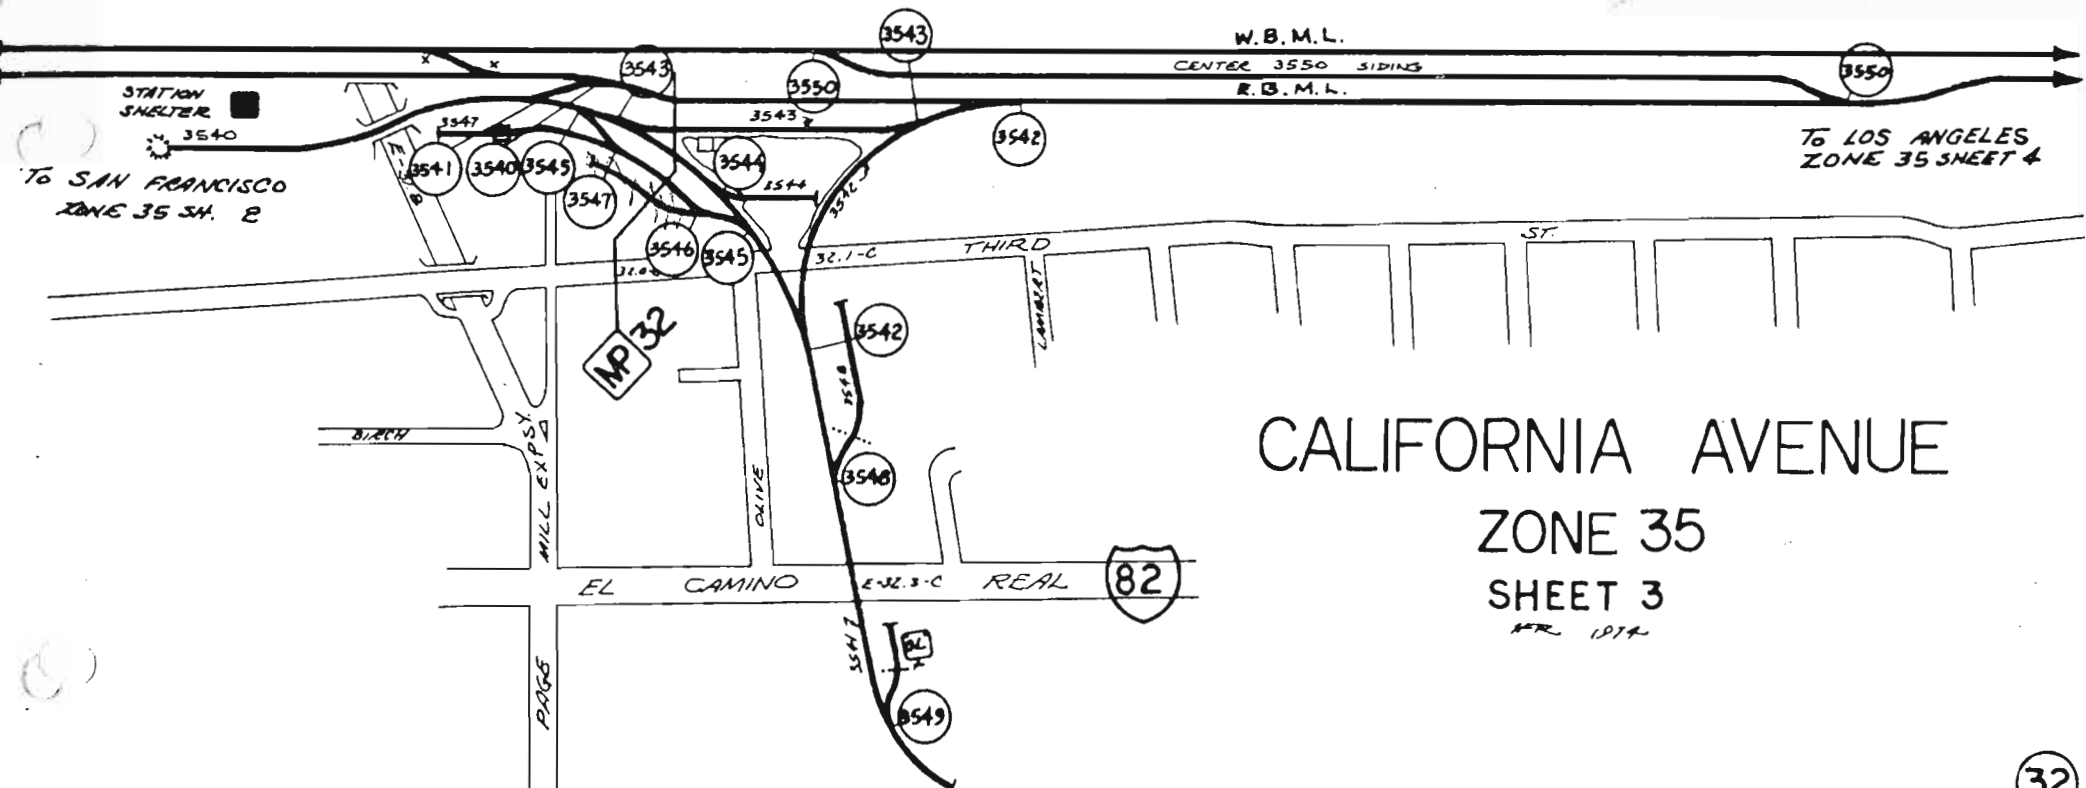 3543
W.B.M.L.
CENTER 3550 SIDING
3550
3543
3550
E.B.M.L.
STATION
SHELTER
3540
3547
3543
3542
TO LOS ANGELES
ZONE 35 SHEET 4
TO SAN FRANCISCO
ZONE 35 SH. 2
3541
3540
3545
3547
3544
3544
3542
3546
3545
32.1-C
THIRD
ST.
LAMBERT
MP 32
3542
3548
BIRCH
PAGE MILL EXPSY.
OLIVE
3548
CALIFORNIA AVENUE
ZONE 35
SHEET 3
1974
EL CAMINO REAL
E-32.3-C
82
3549
32